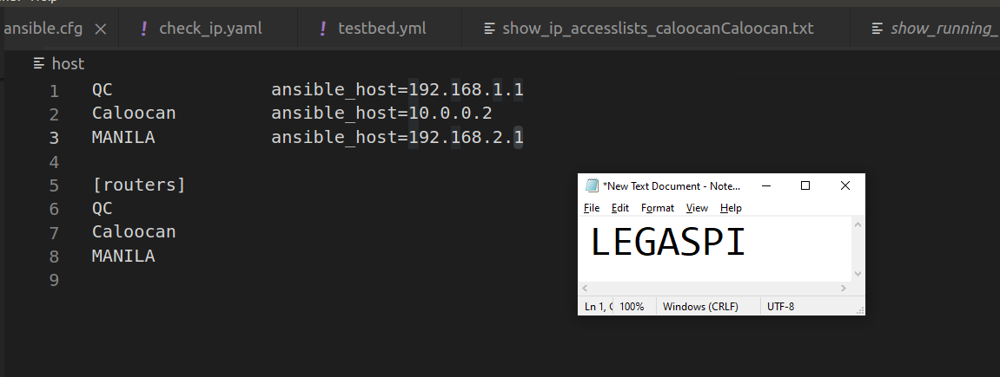 ansible.cfg ! check_ip.yaml ! testbed.yml show_ip_accesslists_caloocanCaloocan.txt show_running_
host
1 QC ansible_host=192.168.1.1
2 Caloocan ansible_host=10.0.0.2
3 MANILA ansible_host=192.168.2.1
4
5 [routers]
6 QC
7 Caloocan
8 MANILA
9
*New Text Document - Note...
File Edit Format View Help
LEGASPI
Ln 1, C 100% Windows (CRLF) UTF-8